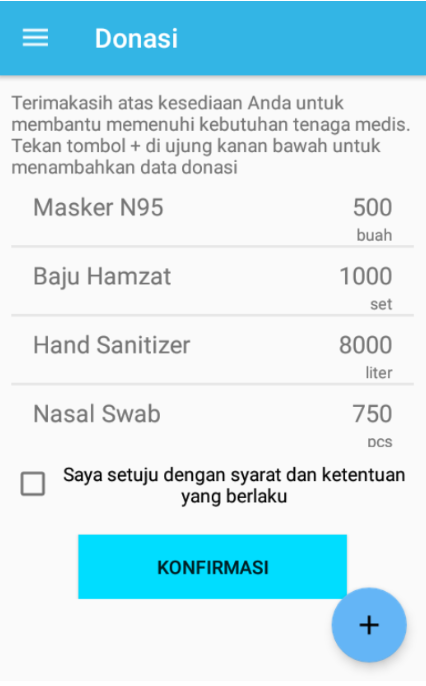 Donasi
Terimakasih atas kesediaan Anda untuk
membantu memenuhi kebutuhan tenaga medis.
Tekan tombol + di ujung kanan bawah untuk
menambahkan data donasi
Masker N95 500
buah
Baju Hamzat 1000
set
Hand Sanitizer 8000
liter
Nasal Swab 750
pcs
Saya setuju dengan syarat dan ketentuan
yang berlaku
KONFIRMASI
+